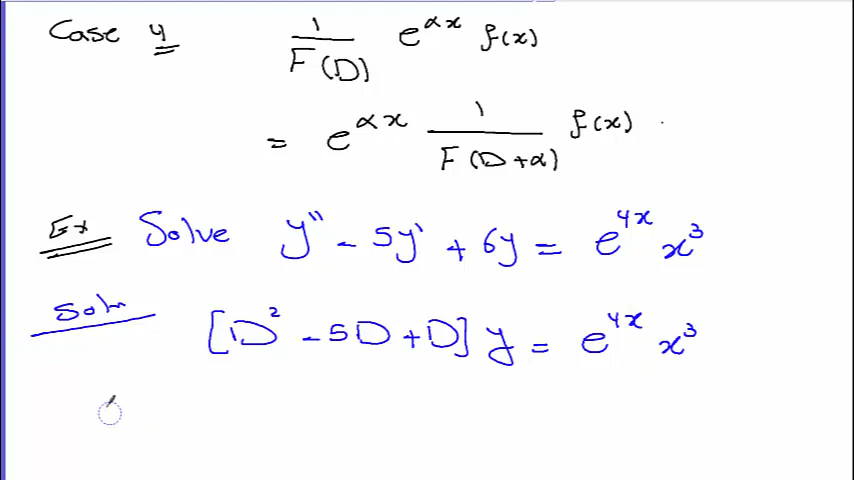 Case 4 1/F(D) e^{αx} f(x)
= e^{αx} 1/F(D+α) f(x) .
Ex Solve y'' - 5y' + 6y = e^{4x} x^3
Soln [D^2 - 5D + D] y = e^{4x} x^3